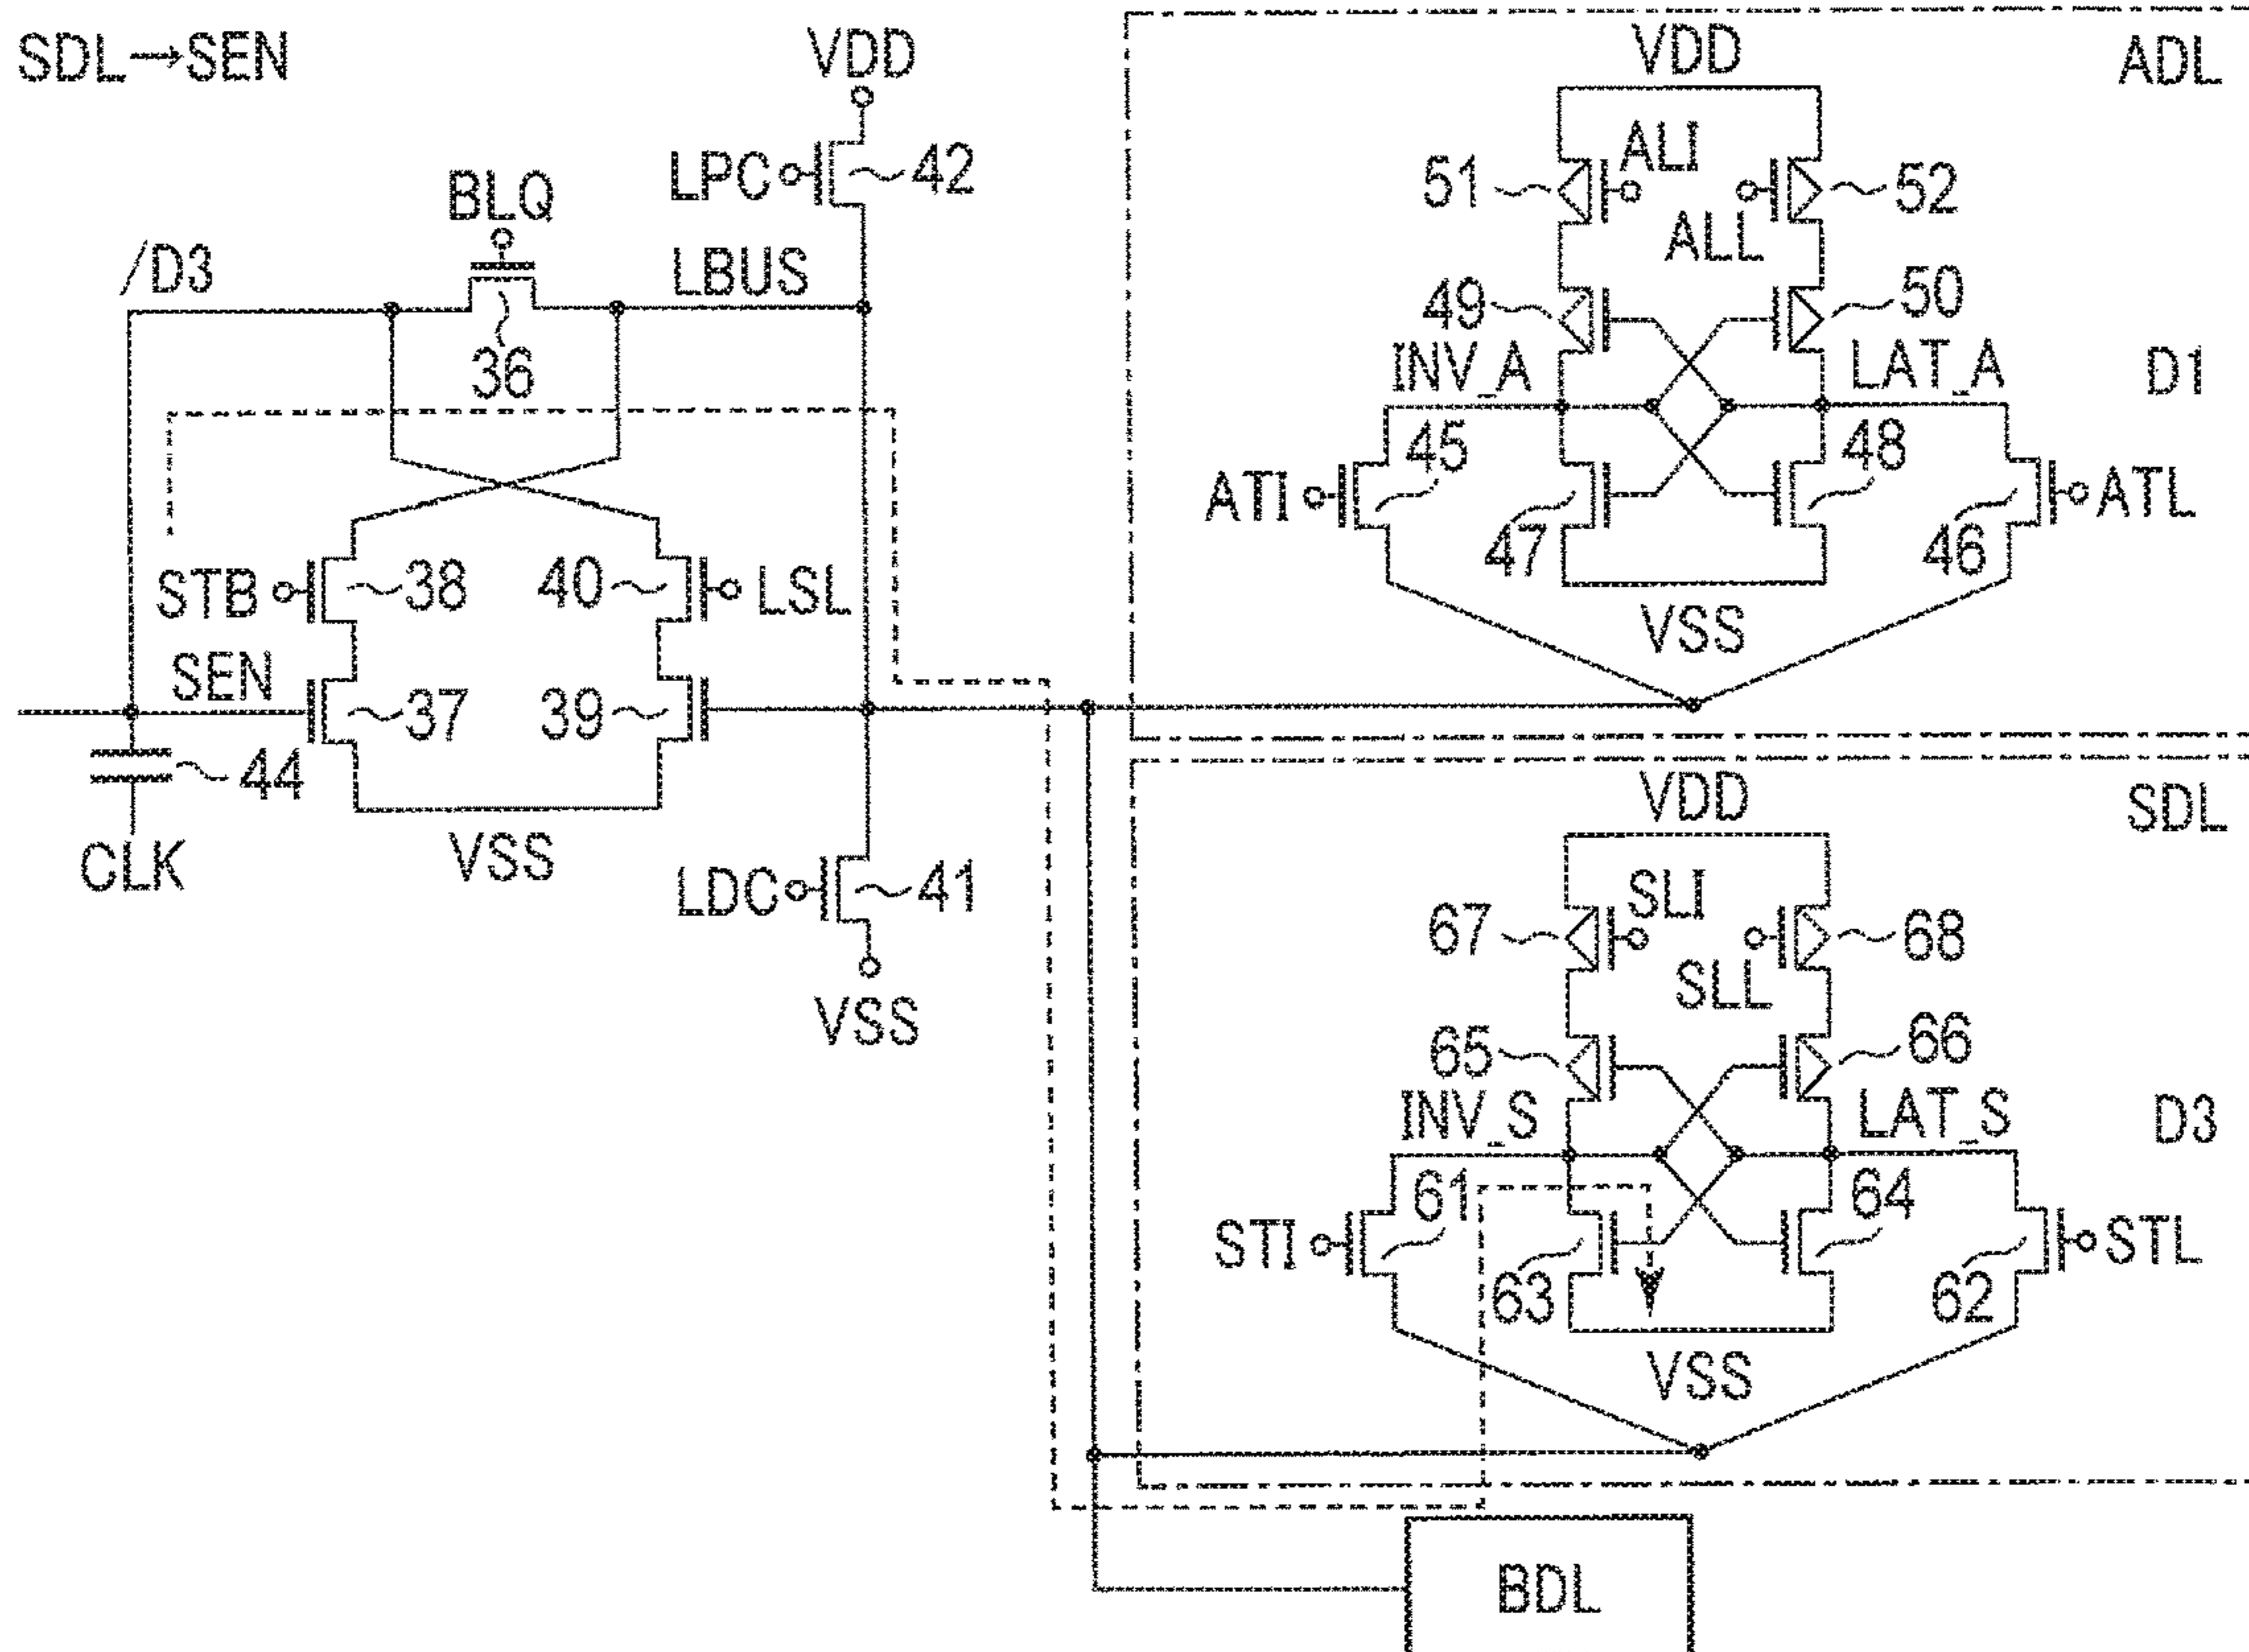 SDL→SEN
VDD
LPC
42
BLQ
/D3
LBUS
36
STB
38
40
LSL
SEN
37
39
44
CLK
VSS
LDC
41
VSS
ADL
VDD
51
ALI
ALL
52
49
50
INV_A
LAT_A
D1
45
48
ATI
ATL
47
46
VSS
SDL
VDD
67
SLI
SLL
68
65
66
INV_S
LAT_S
D3
61
64
STI
STL
63
62
VSS
BDL